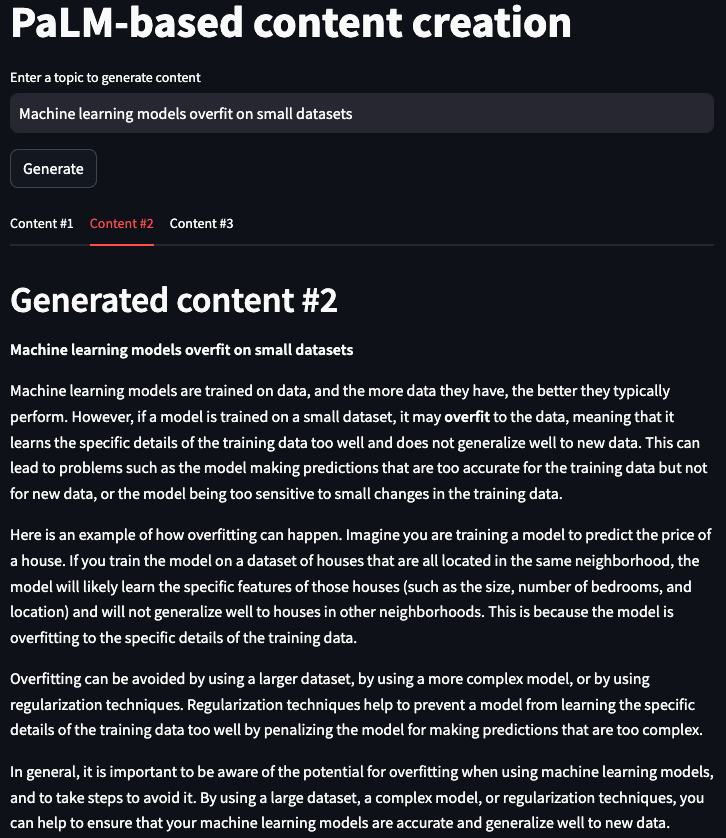 PaLM-based content creation
Enter a topic to generate content
Machine learning models overfit on small datasets
Generate
Content #1 Content #2 Content #3
Generated content #2
Machine learning models overfit on small datasets
Machine learning models are trained on data, and the more data they have, the better they typically
perform. However, if a model is trained on a small dataset, it may overfit to the data, meaning that it
learns the specific details of the training data too well and does not generalize well to new data. This can
lead to problems such as the model making predictions that are too accurate for the training data but not
for new data, or the model being too sensitive to small changes in the training data.
Here is an example of how overfitting can happen. Imagine you are training a model to predict the price of
a house. If you train the model on a dataset of houses that are all located in the same neighborhood, the
model will likely learn the specific features of those houses (such as the size, number of bedrooms, and
location) and will not generalize well to houses in other neighborhoods. This is because the model is
overfitting to the specific details of the training data.
Overfitting can be avoided by using a larger dataset, by using a more complex model, or by using
regularization techniques. Regularization techniques help to prevent a model from learning the specific
details of the training data too well by penalizing the model for making predictions that are too complex.
In general, it is important to be aware of the potential for overfitting when using machine learning models,
and to take steps to avoid it. By using a large dataset, a complex model, or regularization techniques, you
can help to ensure that your machine learning models are accurate and generalize well to new data.